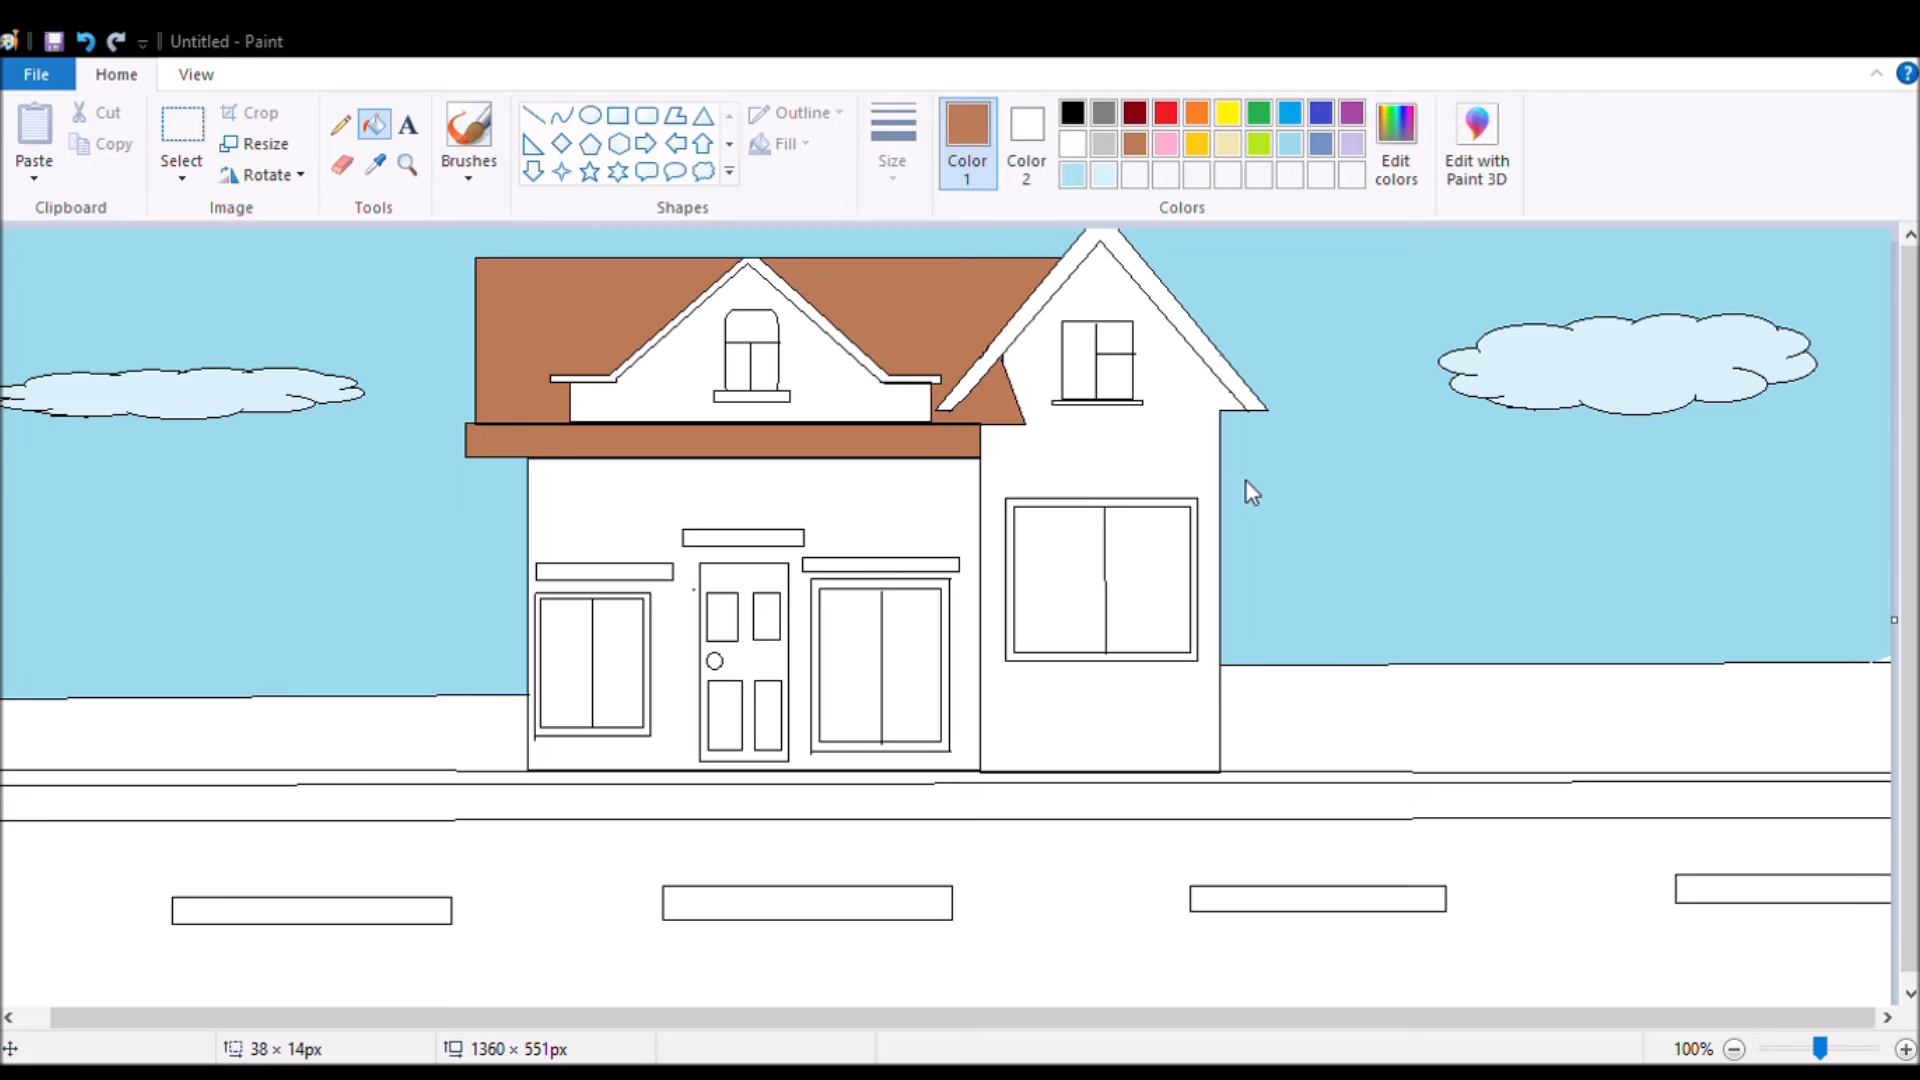 Untitled - Paint
File Home View
Paste Cut Copy
Clipboard
Select Crop Resize Rotate
Image
A
Tools
Brushes
Outline Fill
Shapes
Size
Color 1
Color 2
Edit colors
Colors
Edit with Paint 3D
?
38 × 14px 1360 × 551px 100%